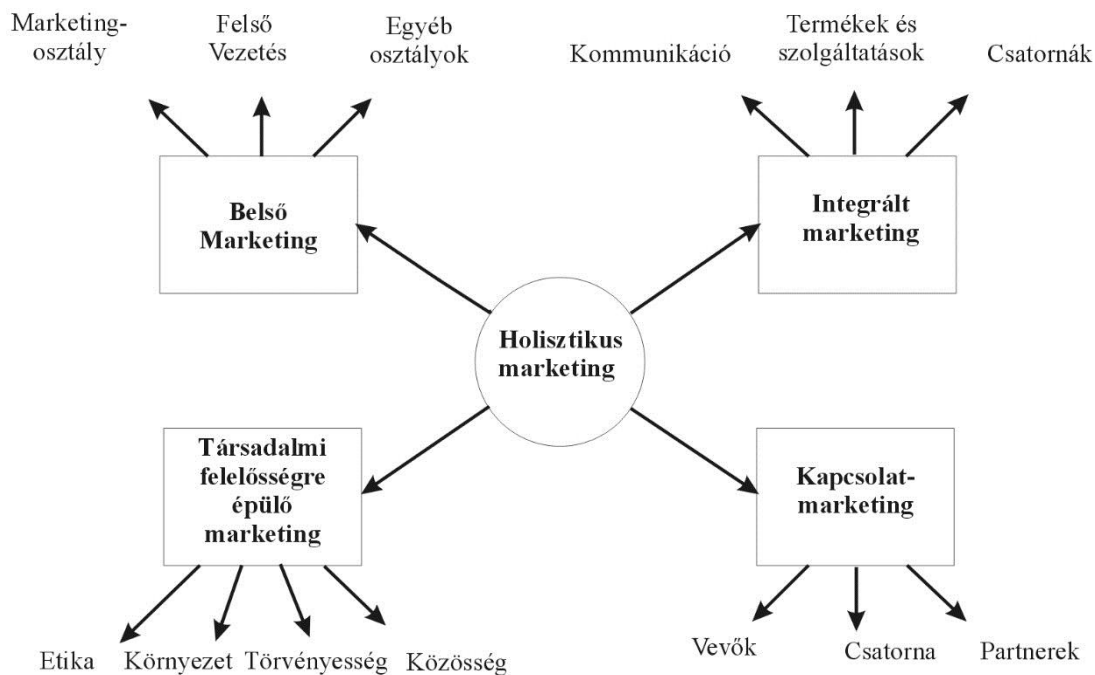 Marketing-
osztály
Felső
Vezetés
Egyéb
osztályok
Kommunikáció
Termékek és
szolgáltatások
Csatornák
Belső
Marketing
Integrált
marketing
Holisztikus
marketing
Társadalmi
felelősségre
épülő
marketing
Kapcsolat-
marketing
Etika
Környezet
Törvényesség
Közösség
Vevők
Csatorna
Partnerek